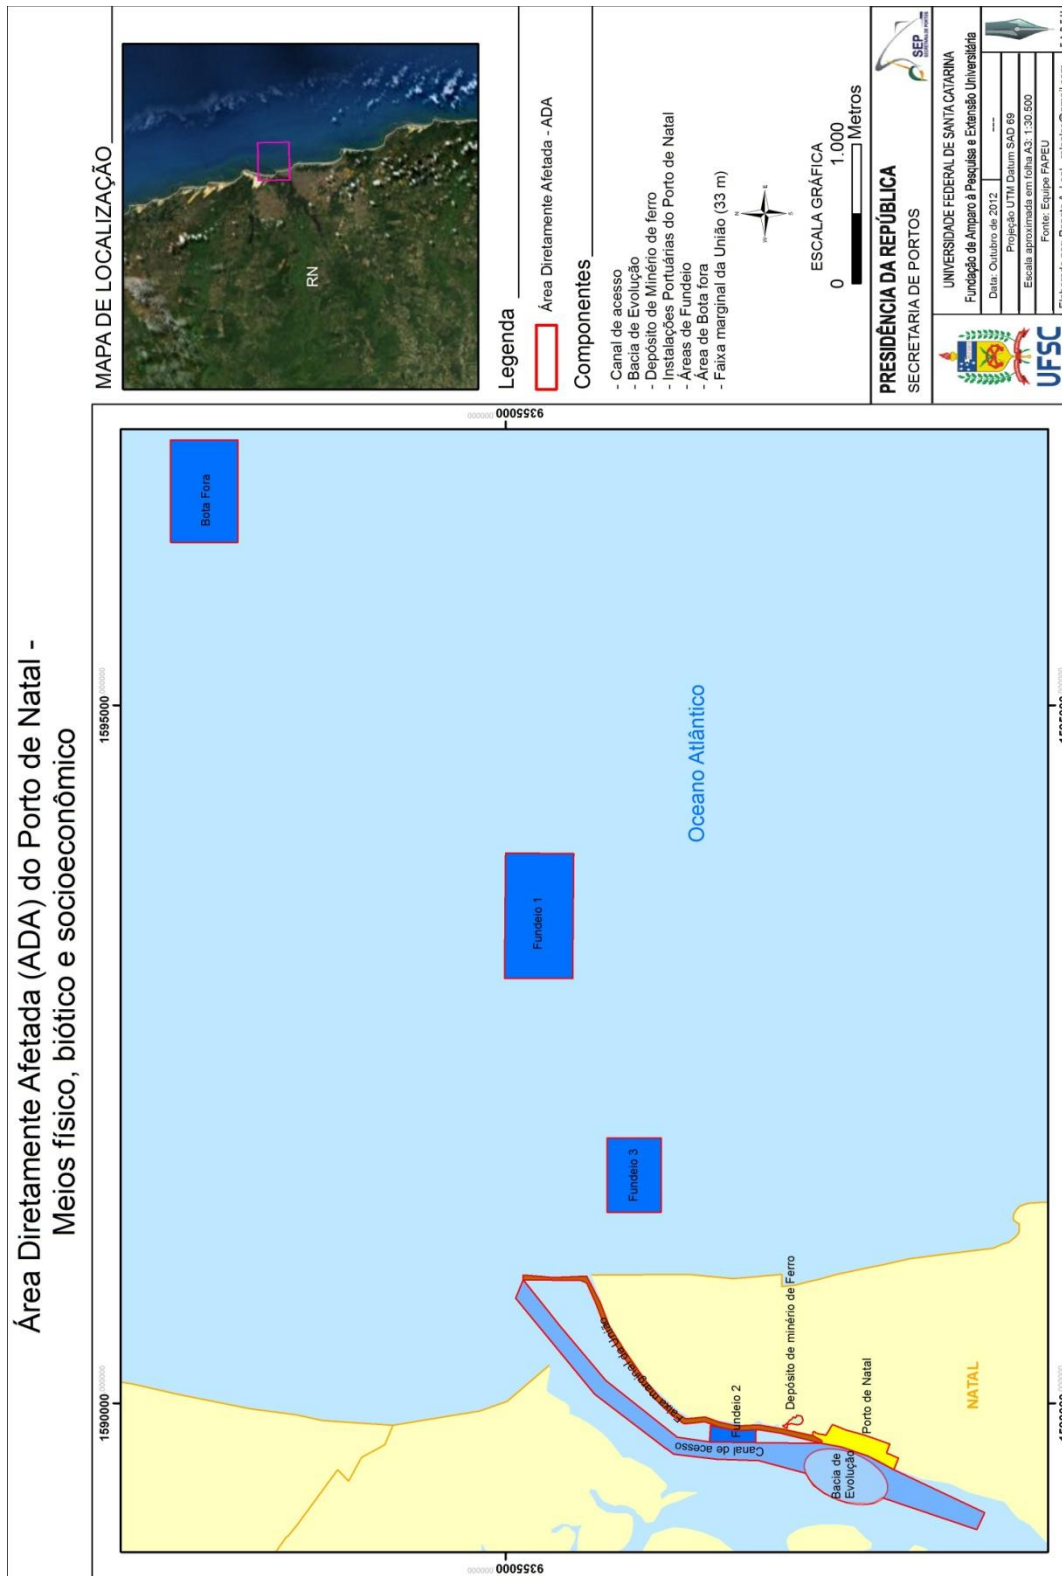 Área Diretamente Afetada (ADA) do Porto de Natal -
Meios físico, biótico e socioeconômico
1590000
1595000
9355000
9355000
1595000
Bota Fora
Fundeio 1
Fundeio 3
Fundeio 2
Oceano Atlântico
Faixa marginal da União
Canal de acesso
Depósito de minério de Ferro
Porto de Natal
Bacia de
Evolução
NATAL
MAPA DE LOCALIZAÇÃO
RN
Legenda
Área Diretamente Afetada - ADA
Componentes
- Canal de acesso
- Bacia de Evolução
- Depósito de Minério de ferro
- Instalações Portuárias do Porto de Natal
- Áreas de Fundeio
- Área de Bota fora
- Faixa marginal da União (33 m)
N
W
E
S
ESCALA GRÁFICA
0 1.000
Metros
PRESIDÊNCIA DA REPÚBLICA
SECRETARIA DE PORTOS
SEP
SECRETARIA DE PORTOS
UFSC
UNIVERSIDADE FEDERAL DE SANTA CATARINA
Fundação de Amparo à Pesquisa e Extensão Universitária
Data: Outubro de 2012 ---
Projeção UTM Datum SAD 69
Escala aproximada em folha A3: 1:30.500
Fonte: Equipe FAPEU